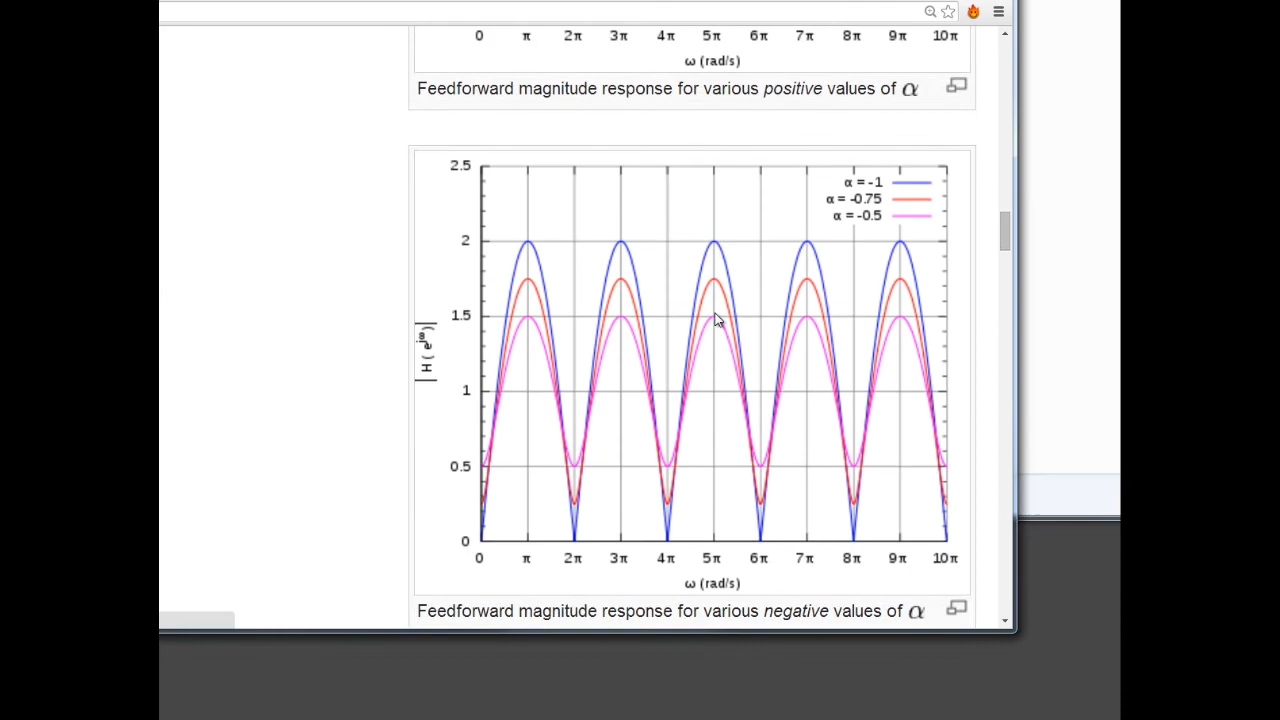 0 π 2π 3π 4π 5π 6π 7π 8π 9π 10π
ω (rad/s)
Feedforward magnitude response for various positive values of α
2.5
α = -1
α = -0.75
α = -0.5
2
1.5
| H ( e^jω) |
1
0.5
0
0 π 2π 3π 4π 5π 6π 7π 8π 9π 10π
ω (rad/s)
Feedforward magnitude response for various negative values of α